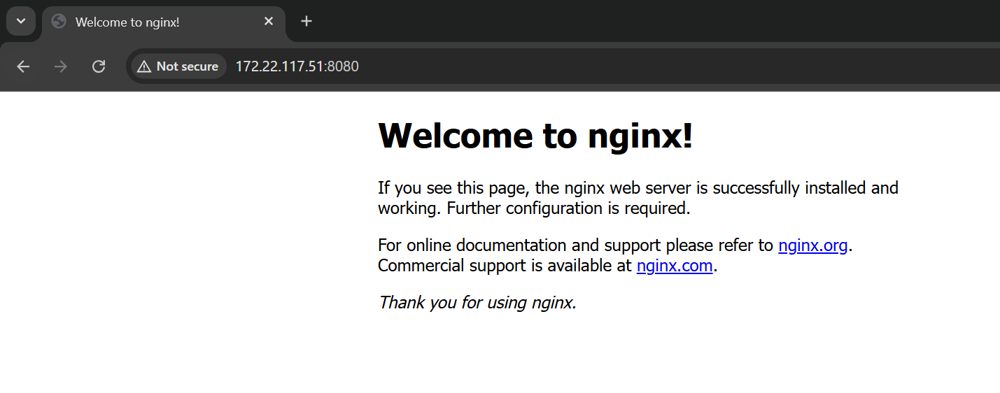 Welcome to nginx!
Not secure 172.22.117.51:8080
Welcome to nginx!
If you see this page, the nginx web server is successfully installed and
working. Further configuration is required.
For online documentation and support please refer to nginx.org.
Commercial support is available at nginx.com.
Thank you for using nginx.